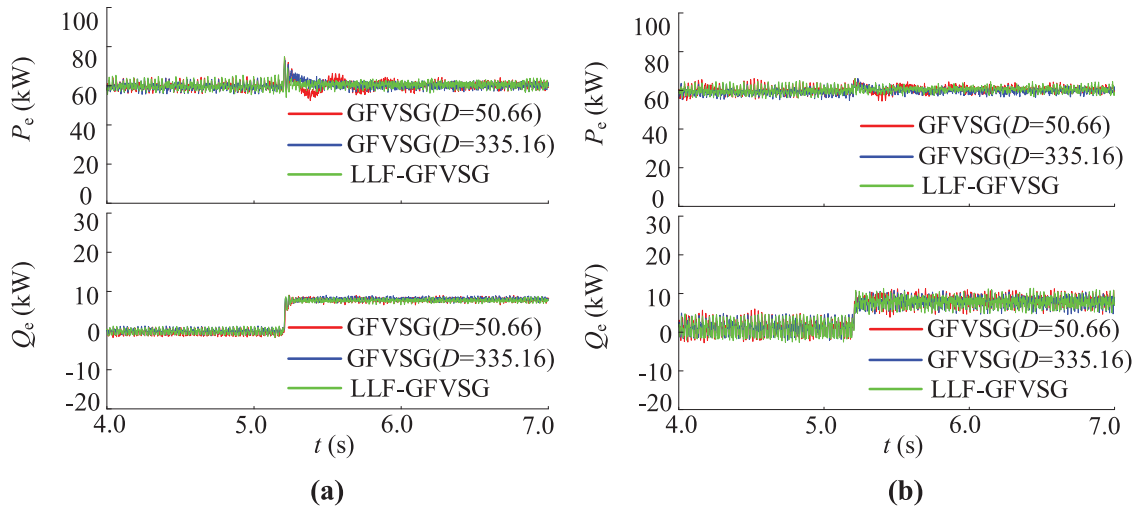 100
80
60
40
20
0
P_e (kW)
GFVSG(D=50.66)
GFVSG(D=335.16)
LLF-GFVSG
30
20
10
0
-10
-20
Q_e (kW)
GFVSG(D=50.66)
GFVSG(D=335.16)
LLF-GFVSG
4.0 5.0 6.0 7.0
t (s)
(a)
100
80
60
40
20
0
P_e (kW)
GFVSG(D=50.66)
GFVSG(D=335.16)
LLF-GFVSG
30
20
10
0
-10
20
Q_e (kW)
GFVSG(D=50.66)
GFVSG(D=335.16)
LLF-GFVSG
4.0 5.0 6.0 7.0
t (s)
(b)